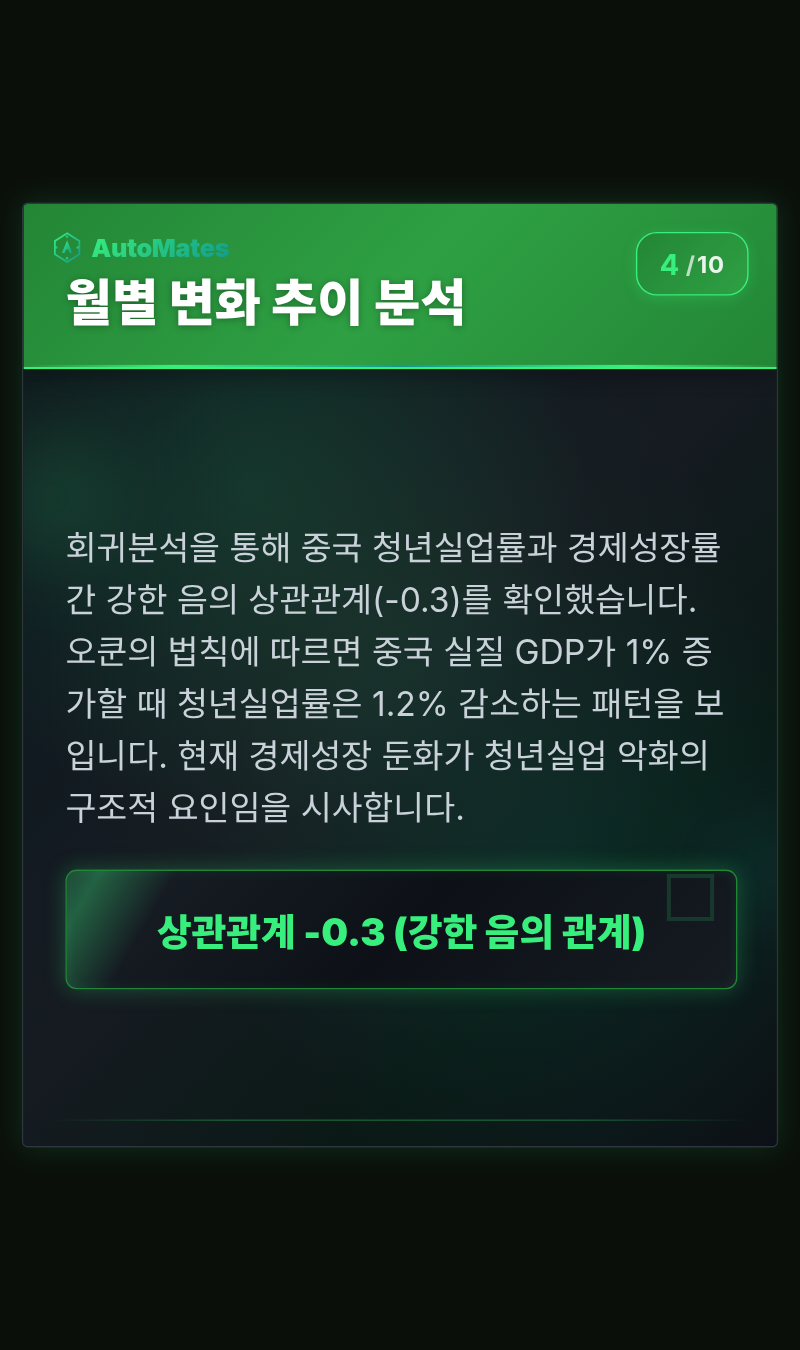 AutoMates
월별 변화 추이 분석
4 /10
회귀분석을 통해 중국 청년실업률과 경제성장률
간 강한 음의 상관관계(-0.3)를 확인했습니다.
오쿤의 법칙에 따르면 중국 실질 GDP가 1% 증
가할 때 청년실업률은 1.2% 감소하는 패턴을 보
입니다. 현재 경제성장 둔화가 청년실업 악화의
구조적 요인임을 시사합니다.
상관관계 -0.3 (강한 음의 관계)